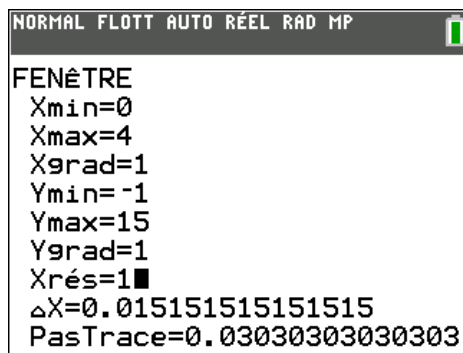 NORMAL FLOTT AUTO RÉEL RAD MP
FENêTRE
Xmin=0
Xmax=4
Xgrad=1
Ymin=-1
Ymax=15
Ygrad=1
Xrés=1
△X=0.015151515151515
PasTrace=0.03030303030303